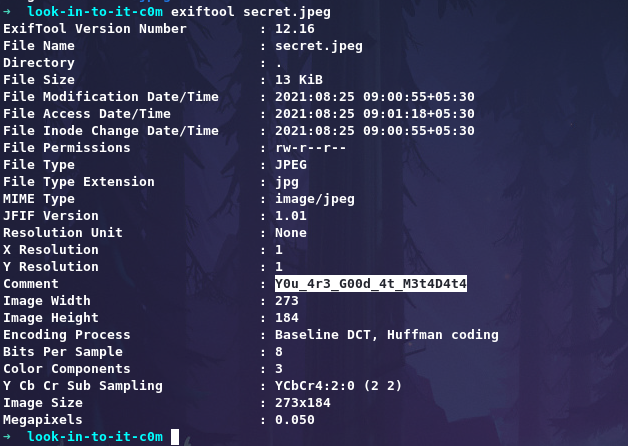 → look-in-to-it-c0m exiftool secret.jpeg
ExifTool Version Number : 12.16
File Name : secret.jpeg
Directory : .
File Size : 13 KiB
File Modification Date/Time : 2021:08:25 09:00:55+05:30
File Access Date/Time : 2021:08:25 09:01:18+05:30
File Inode Change Date/Time : 2021:08:25 09:00:55+05:30
File Permissions : rw-r--r--
File Type : JPEG
File Type Extension : jpg
MIME Type : image/jpeg
JFIF Version : 1.01
Resolution Unit : None
X Resolution : 1
Y Resolution : 1
Comment : Y0u_4r3_G00d_4t_M3t4D4t4
Image Width : 273
Image Height : 184
Encoding Process : Baseline DCT, Huffman coding
Bits Per Sample : 8
Color Components : 3
Y Cb Cr Sub Sampling : YCbCr4:2:0 (2 2)
Image Size : 273x184
Megapixels : 0.050
→ look-in-to-it-c0m